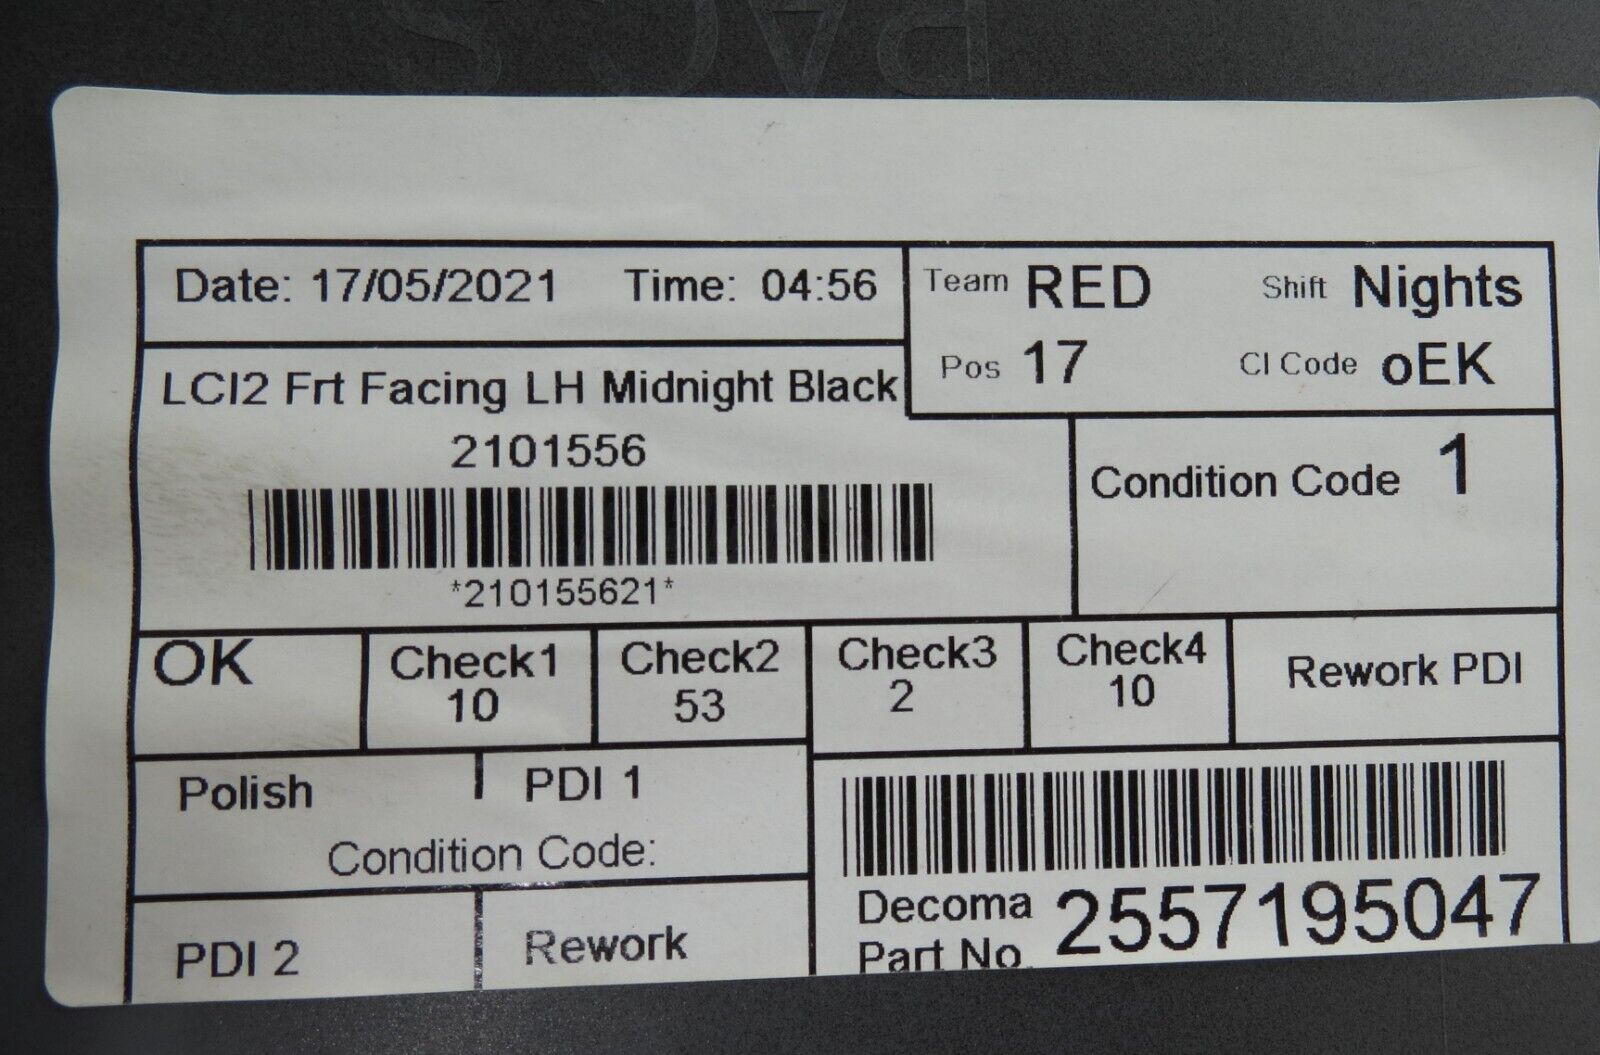 Date: 17/05/2021 Time: 04:56
Team RED Shift Nights
Pos 17 CI Code oEK
LCI2 Frt Facing LH Midnight Black
2101556
*210155621*
Condition Code 1
OK
Check1
10
Check2
53
Check3
2
Check4
10
Rework PDI
Polish
PDI 1
Condition Code:
PDI 2
Rework
Decoma
Part No.
2557195047